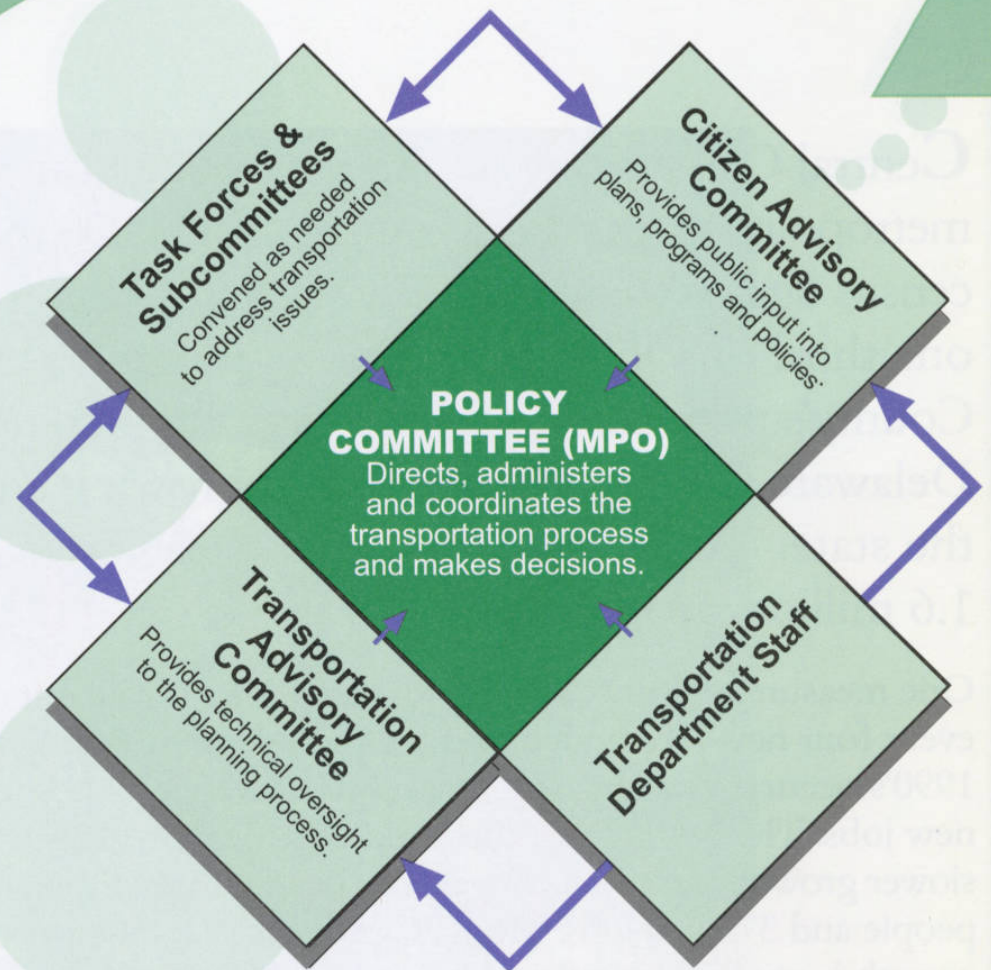 Task Forces &
Subcommittees
Convened as needed
to address transportation
issues.
Citizen Advisory
Committee
Provides public input into
plans, programs and policies.
POLICY
COMMITTEE (MPO)
Directs, administers
and coordinates the
transportation process
and makes decisions.
Transportation
Advisory
Committee
Provides technical oversight
to the planning process.
Transportation
Department Staff